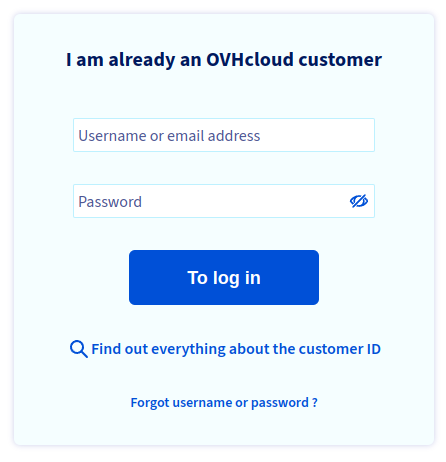 I am already an OVHcloud customer
Username or email address
Password
To log in
Find out everything about the customer ID
Forgot username or password ?